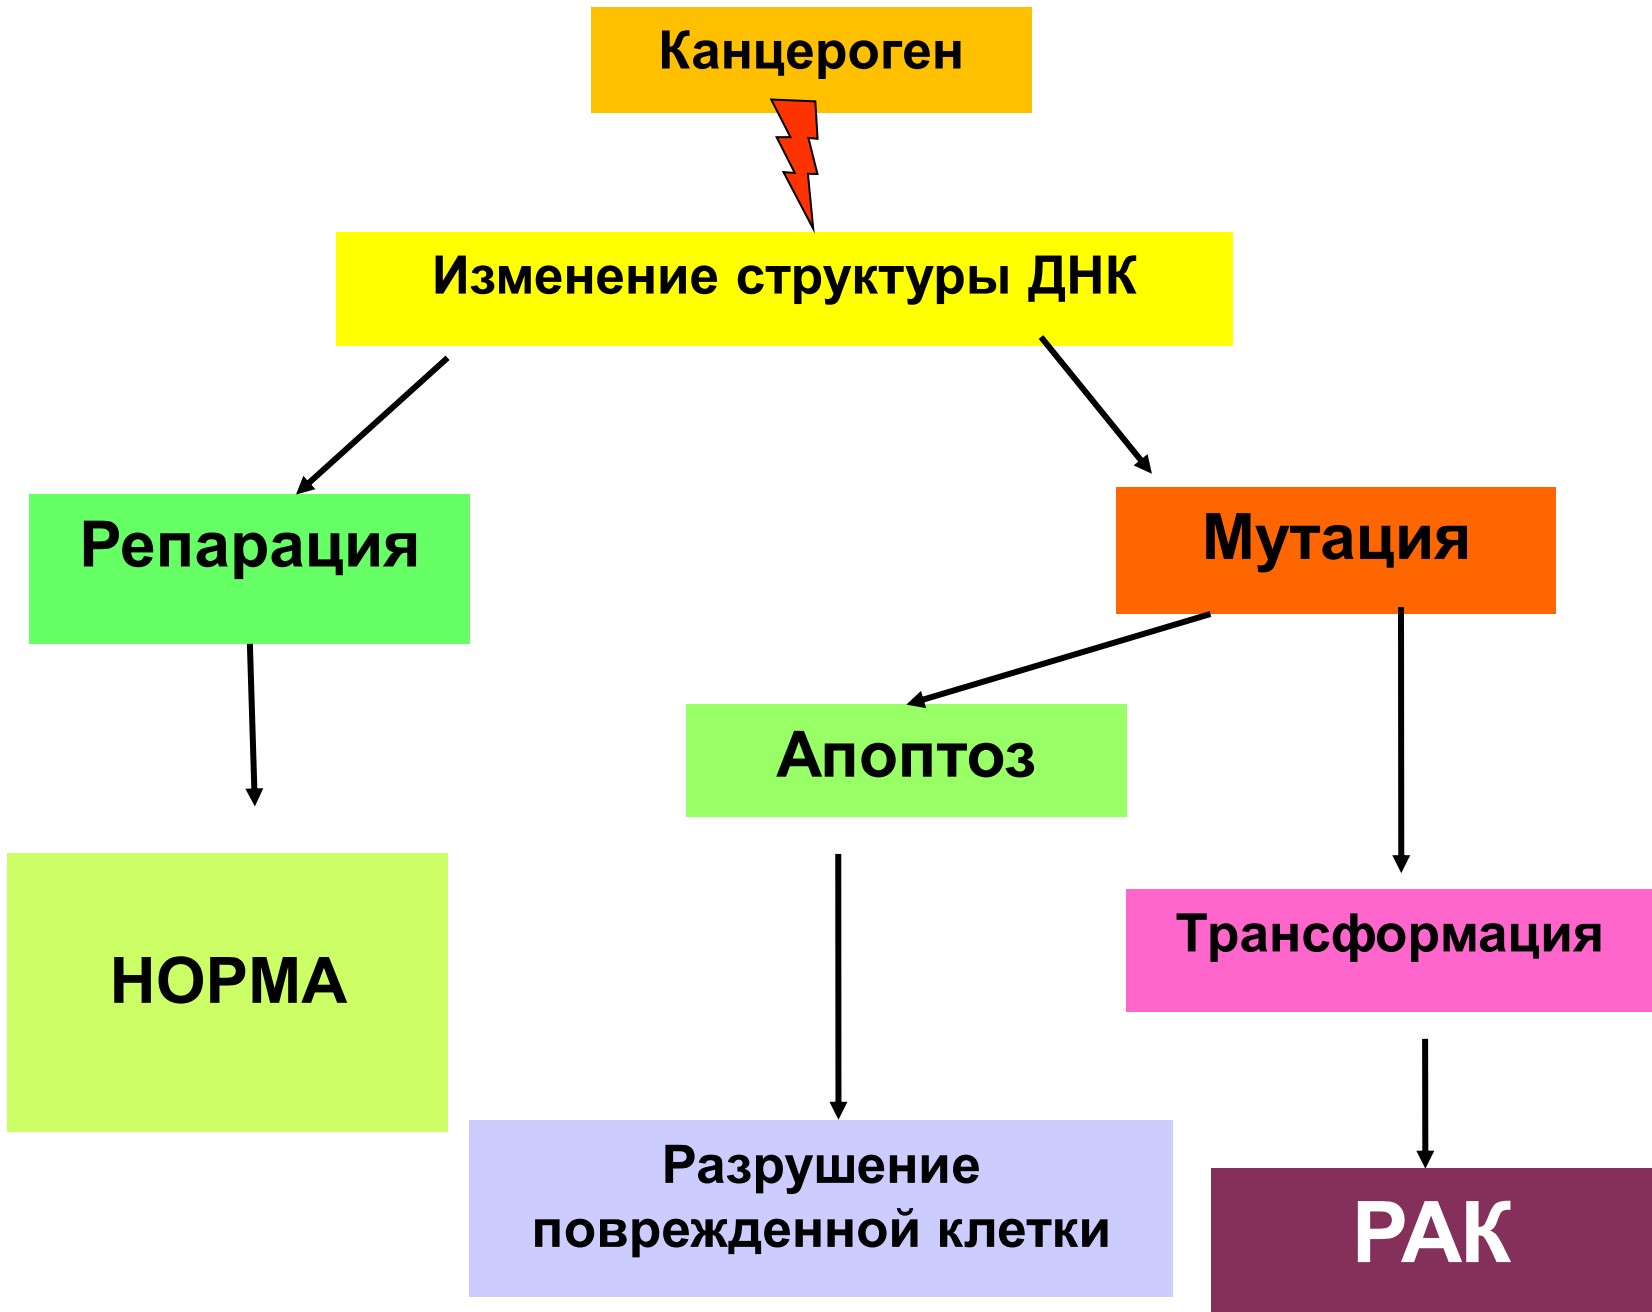 Канцероген
Изменение структуры ДНК
Репарация
Мутация
Апоптоз
НОРМА
Трансформация
Разрушение
поврежденной клетки
РАК